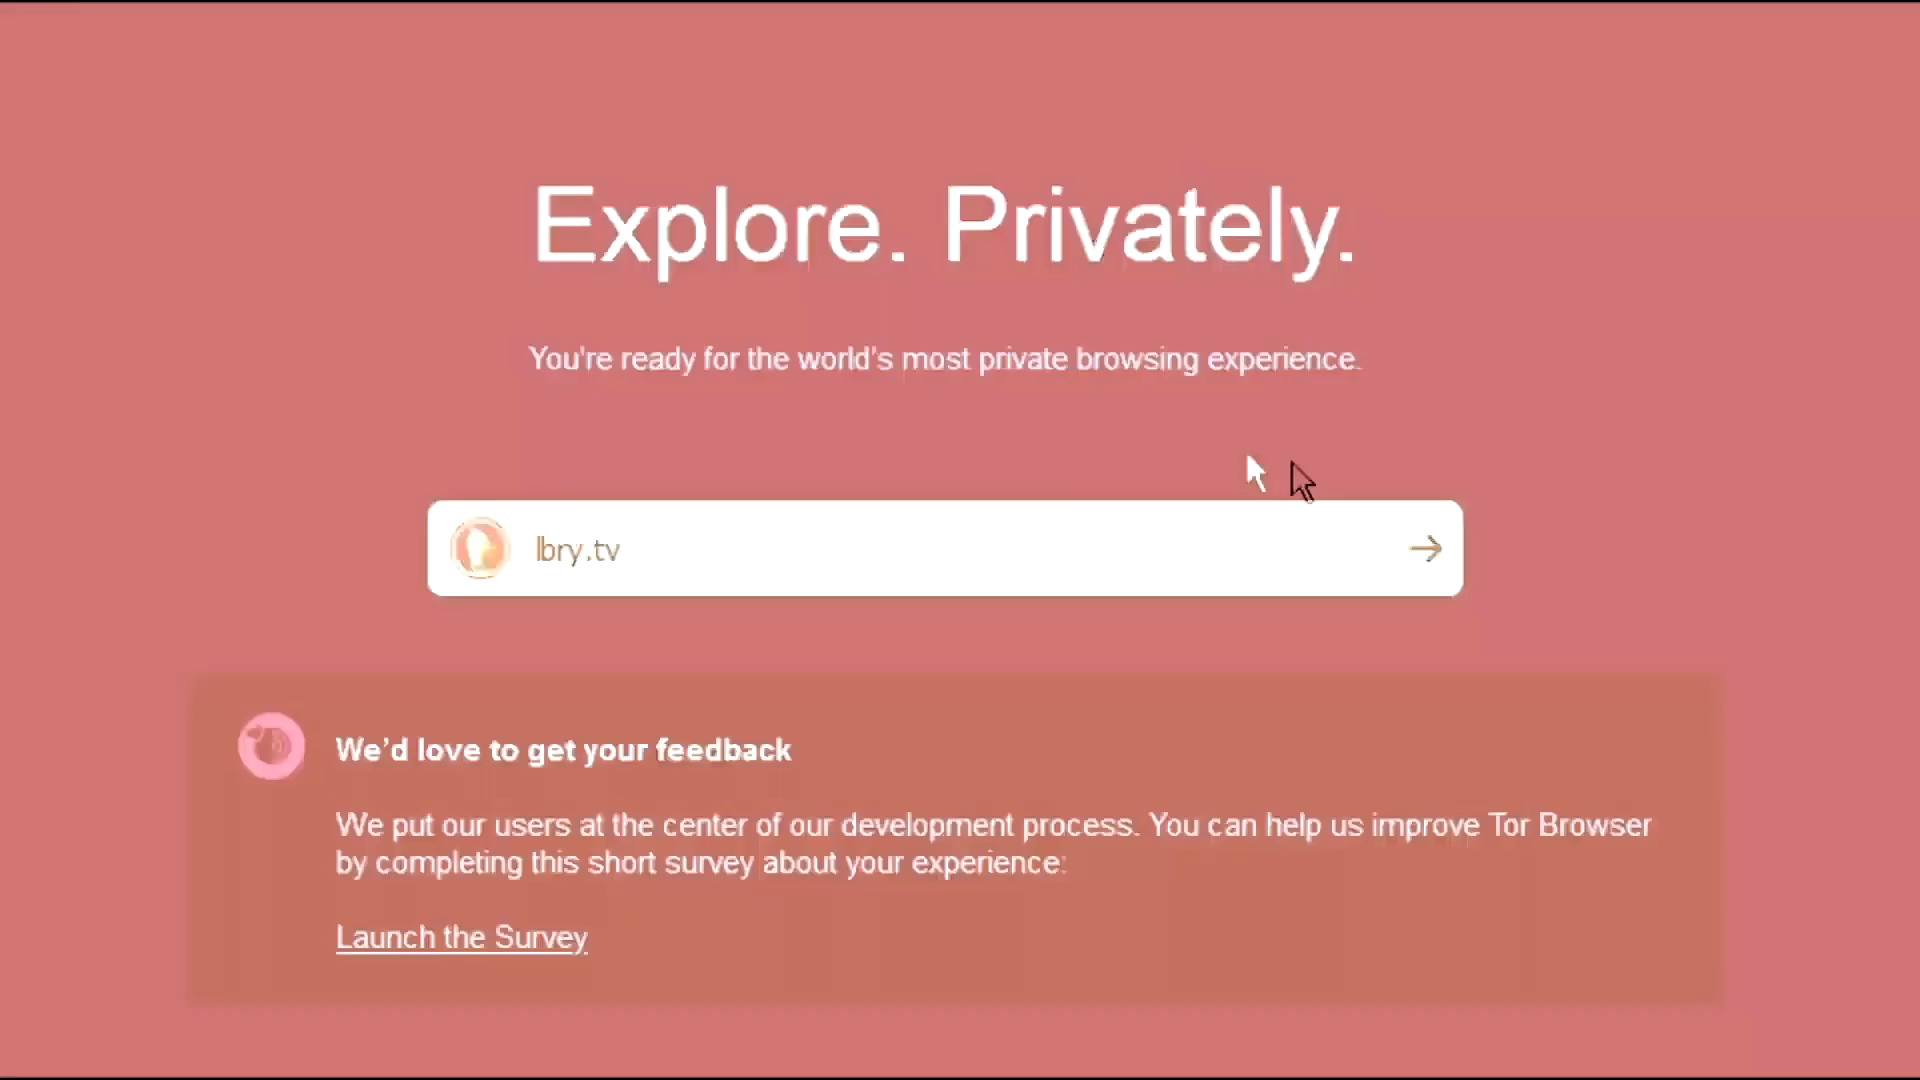 Explore. Privately.
You're ready for the world's most private browsing experience.
lbry.tv
We'd love to get your feedback
We put our users at the center of our development process. You can help us improve Tor Browser
by completing this short survey about your experience:
Launch the Survey